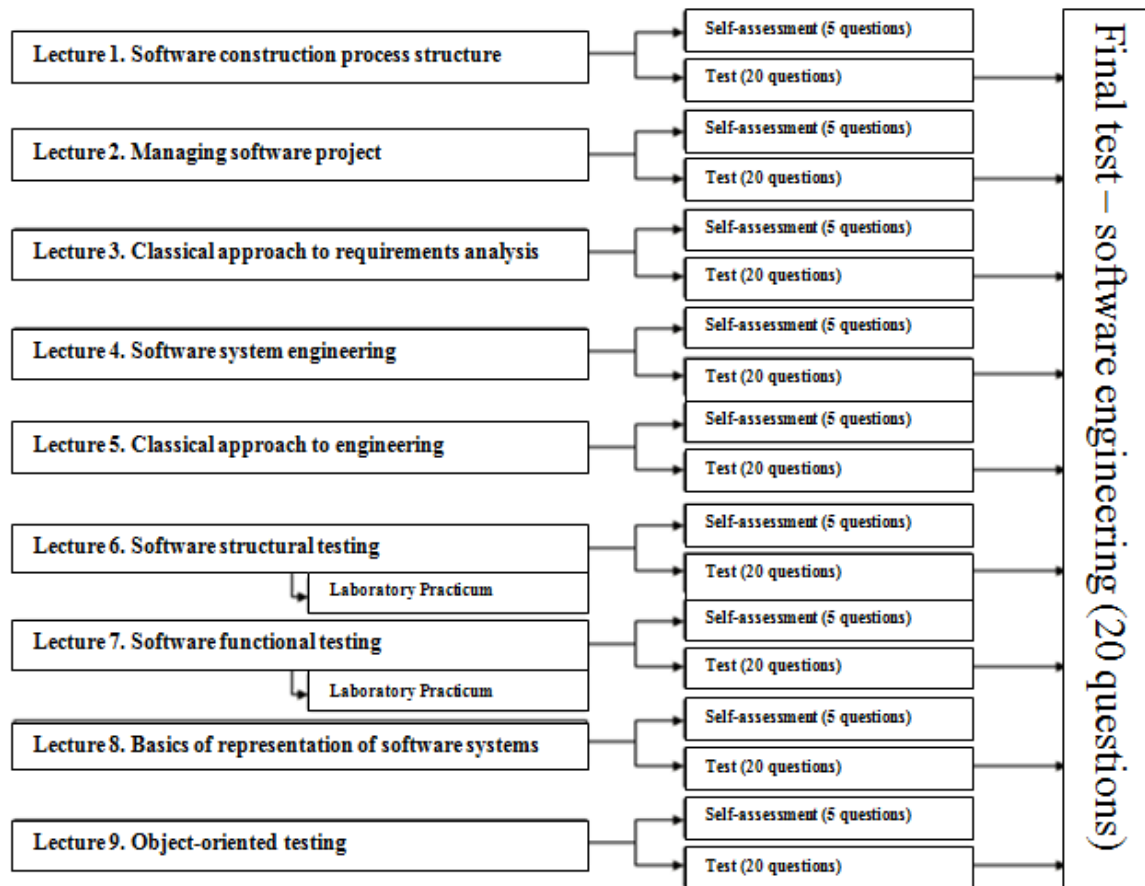 Lecture 1. Software construction process structure
Self-assessment (5 questions)
Test (20 questions)
Lecture 2. Managing software project
Self-assessment (5 questions)
Test (20 questions)
Lecture 3. Classical approach to requirements analysis
Self-assessment (5 questions)
Test (20 questions)
Lecture 4. Software system engineering
Self-assessment (5 questions)
Test (20 questions)
Lecture 5. Classical approach to engineering
Self-assessment (5 questions)
Test (20 questions)
Lecture 6. Software structural testing
Laboratory Practicum
Self-assessment (5 questions)
Test (20 questions)
Lecture 7. Software functional testing
Laboratory Practicum
Self-assessment (5 questions)
Test (20 questions)
Lecture 8. Basics of representation of software systems
Self-assessment (5 questions)
Test (20 questions)
Lecture 9. Object-oriented testing
Self-assessment (5 questions)
Test (20 questions)
Final test – software engineering (20 questions)